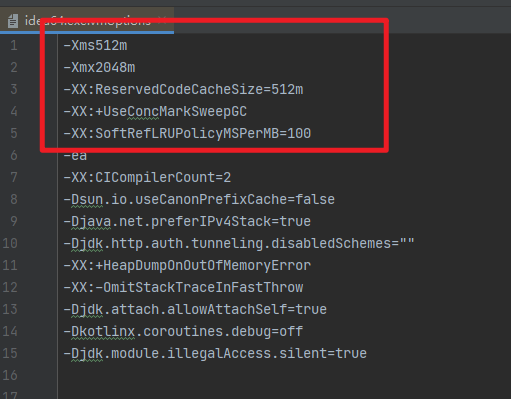 idea64.exe.vmoptions
1 -Xms512m
2 -Xmx2048m
3 -XX:ReservedCodeCacheSize=512m
4 -XX:+UseConcMarkSweepGC
5 -XX:SoftRefLRUPolicyMSPerMB=100
6 -ea
7 -XX:CICompilerCount=2
8 -Dsun.io.useCanonPrefixCache=false
9 -Djava.net.preferIPv4Stack=true
10 -Djdk.http.auth.tunneling.disabledSchemes=""
11 -XX:+HeapDumpOnOutOfMemoryError
12 -XX:-OmitStackTraceInFastThrow
13 -Djdk.attach.allowAttachSelf=true
14 -Dkotlinx.coroutines.debug=off
15 -Djdk.module.illegalAccess.silent=true
16
17